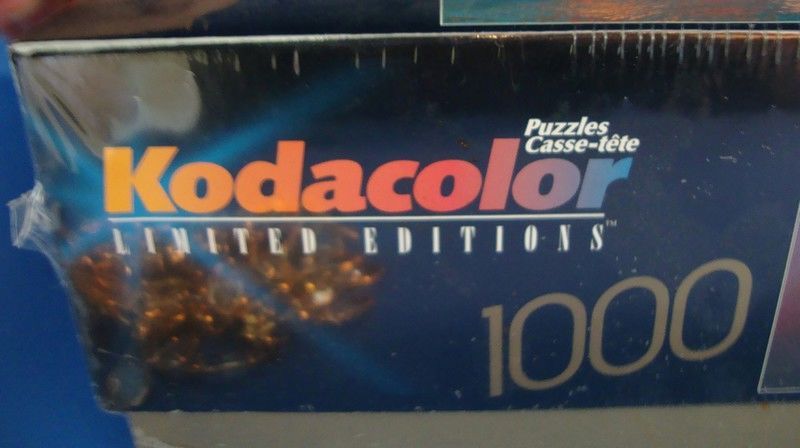 Puzzles
Casse-tête
Kodacolor
LIMITED EDITIONS™
1000